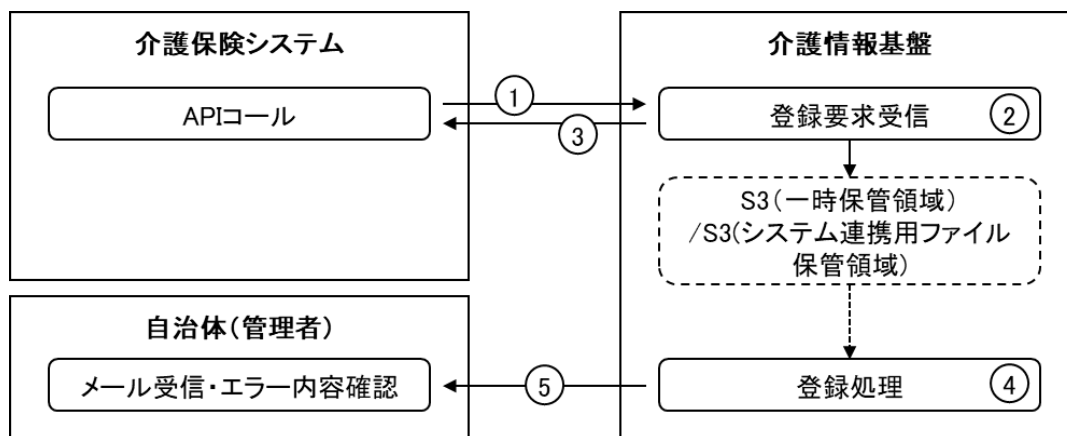 介護保険システム
APIコール
①
③
介護情報基盤
登録要求受信
②
S3(一時保管領域)
/S3(システム連携用ファイル
保管領域)
自治体(管理者)
メール受信・エラー内容確認
⑤
登録処理
④